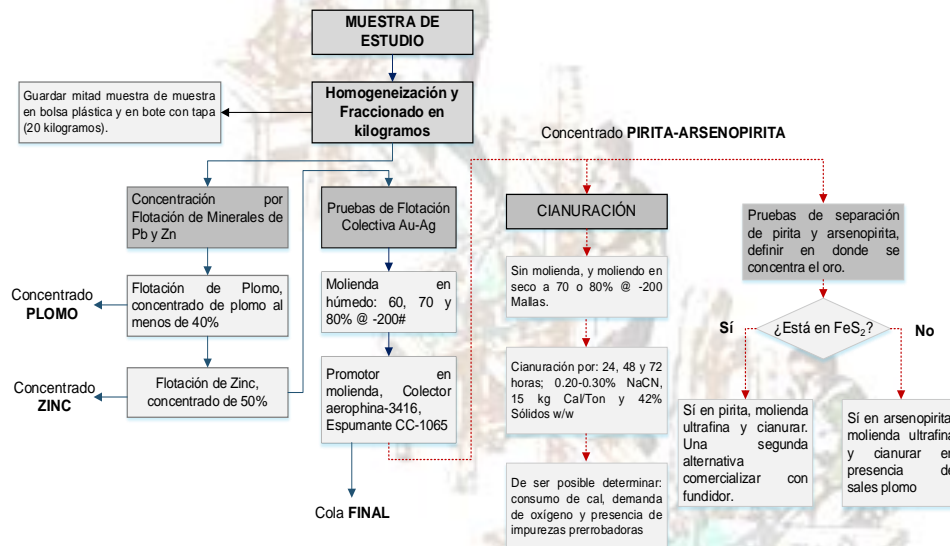 MUESTRA DE
ESTUDIO
Homogeneización y
Fraccionado en
kilogramos
Guardar mitad muestra de muestra
en bolsa plástica y en bote con tapa
(20 kilogramos).
Concentrado PIRITA-ARSENOPIRITA
Concentración por
Flotación de Minerales de
Pb y Zn
Flotación de Plomo,
concentrado de plomo al
menos de 40%
Concentrado
PLOMO
Flotación de Zinc,
concentrado de 50%
Concentrado
ZINC
Pruebas de Flotación
Colectiva Au-Ag
Molienda en
húmedo: 60, 70 y
80% @ -200#
Promotor en
molienda, Colector
aerophina-3416,
Espumante CC-1065
Cola FINAL
CIANURACIÓN
Sin molienda, y moliendo en
seco a 70 o 80% @ -200
Mallas.
Cianuración por: 24, 48 y 72
horas; 0.20-0.30% NaCN,
15 kg Cal/Ton y 42%
Sólidos w/w
De ser posible determinar:
consumo de cal, demanda
de oxígeno y presencia de
impurezas prerrobadoras
Pruebas de separación
de pirita y arsenopirita,
definir en donde se
concentra el oro.
¿Está en FeS₂?
Sí
No
Sí en pirita, molienda
ultrafina y cianurar.
Una segunda
alternativa
comercializar con
fundidor.
Sí en arsenopirita,
molienda ultrafina
y cianurar en
presencia de
sales plomo